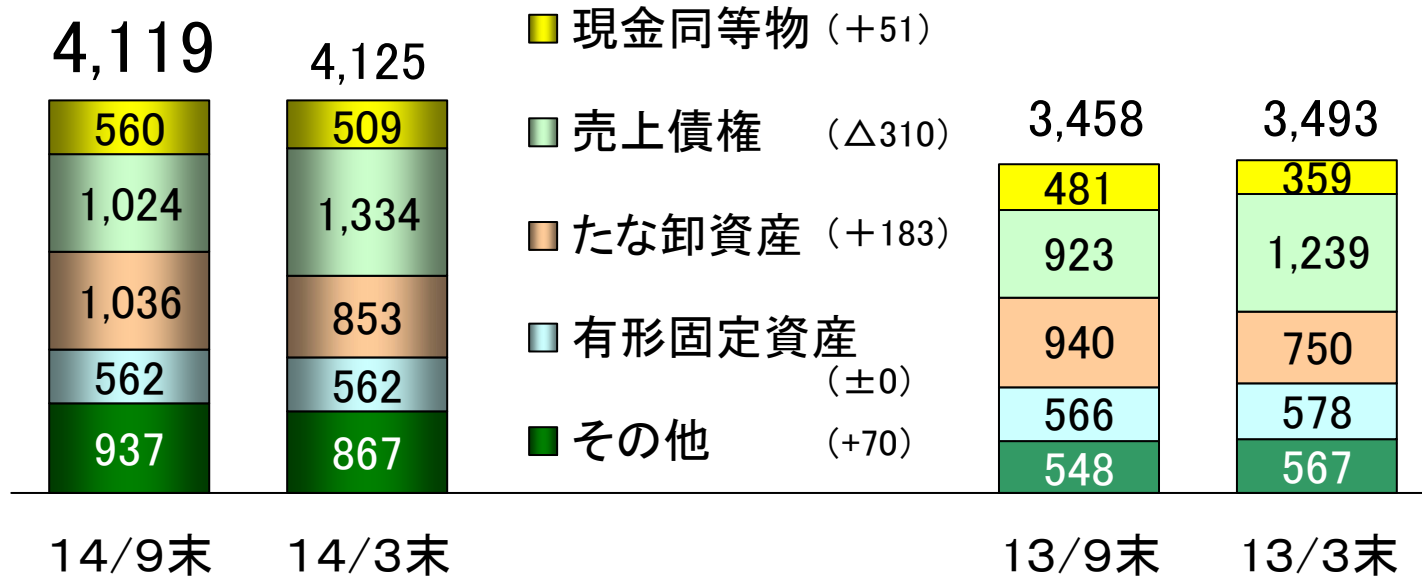 4,119
560
1,024
1,036
562
937
14/9末
4,125
509
1,334
853
562
867
14/3末
現金同等物 (+51)
売上債権 (△310)
たな卸資産 (+183)
有形固定資産
(±0)
その他 (+70)
3,458
481
923
940
566
548
13/9末
3,493
359
1,239
750
578
567
13/3末